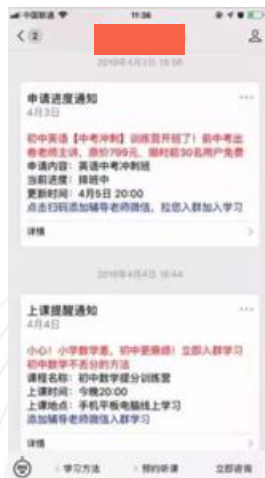 中国联通
11:36
2
2019年4月3日 18:56
申请进度通知
4月3日
初中英语【中考冲刺】训练营开班了！前中考出
卷老师主讲，原价799元，限时前30名用户免费
申请内容：英语中考冲刺班
当前进度：排班中
更新时间：4月5日 20:00
点击扫码添加辅导老师微信，拉您入群加入学习
详情
2019年4月4日 16:44
上课提醒通知
4月4日
小心！小学数学差，初中更麻烦！立即入群学习
初中数学不丢分的方法
课程名称：初中数学提分训练营
上课时间：今晚20:00
上课地点：手机平板电脑线上学习
添加辅导老师微信入群学习
详情
学习方法
预约听课
立即咨询